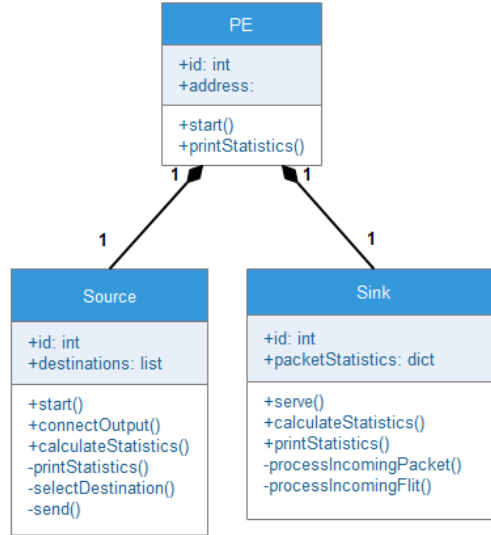 PE
+id: int
+address:
+start()
+printStatistics()
1
1
1
1
Source
+id: int
+destinations: list
+start()
+connectOutput()
+calculateStatistics()
-printStatistics()
-selectDestination()
-send()
Sink
+id: int
+packetStatistics: dict
+serve()
+calculateStatistics()
+printStatistics()
-processIncomingPacket()
-processIncomingFlit()